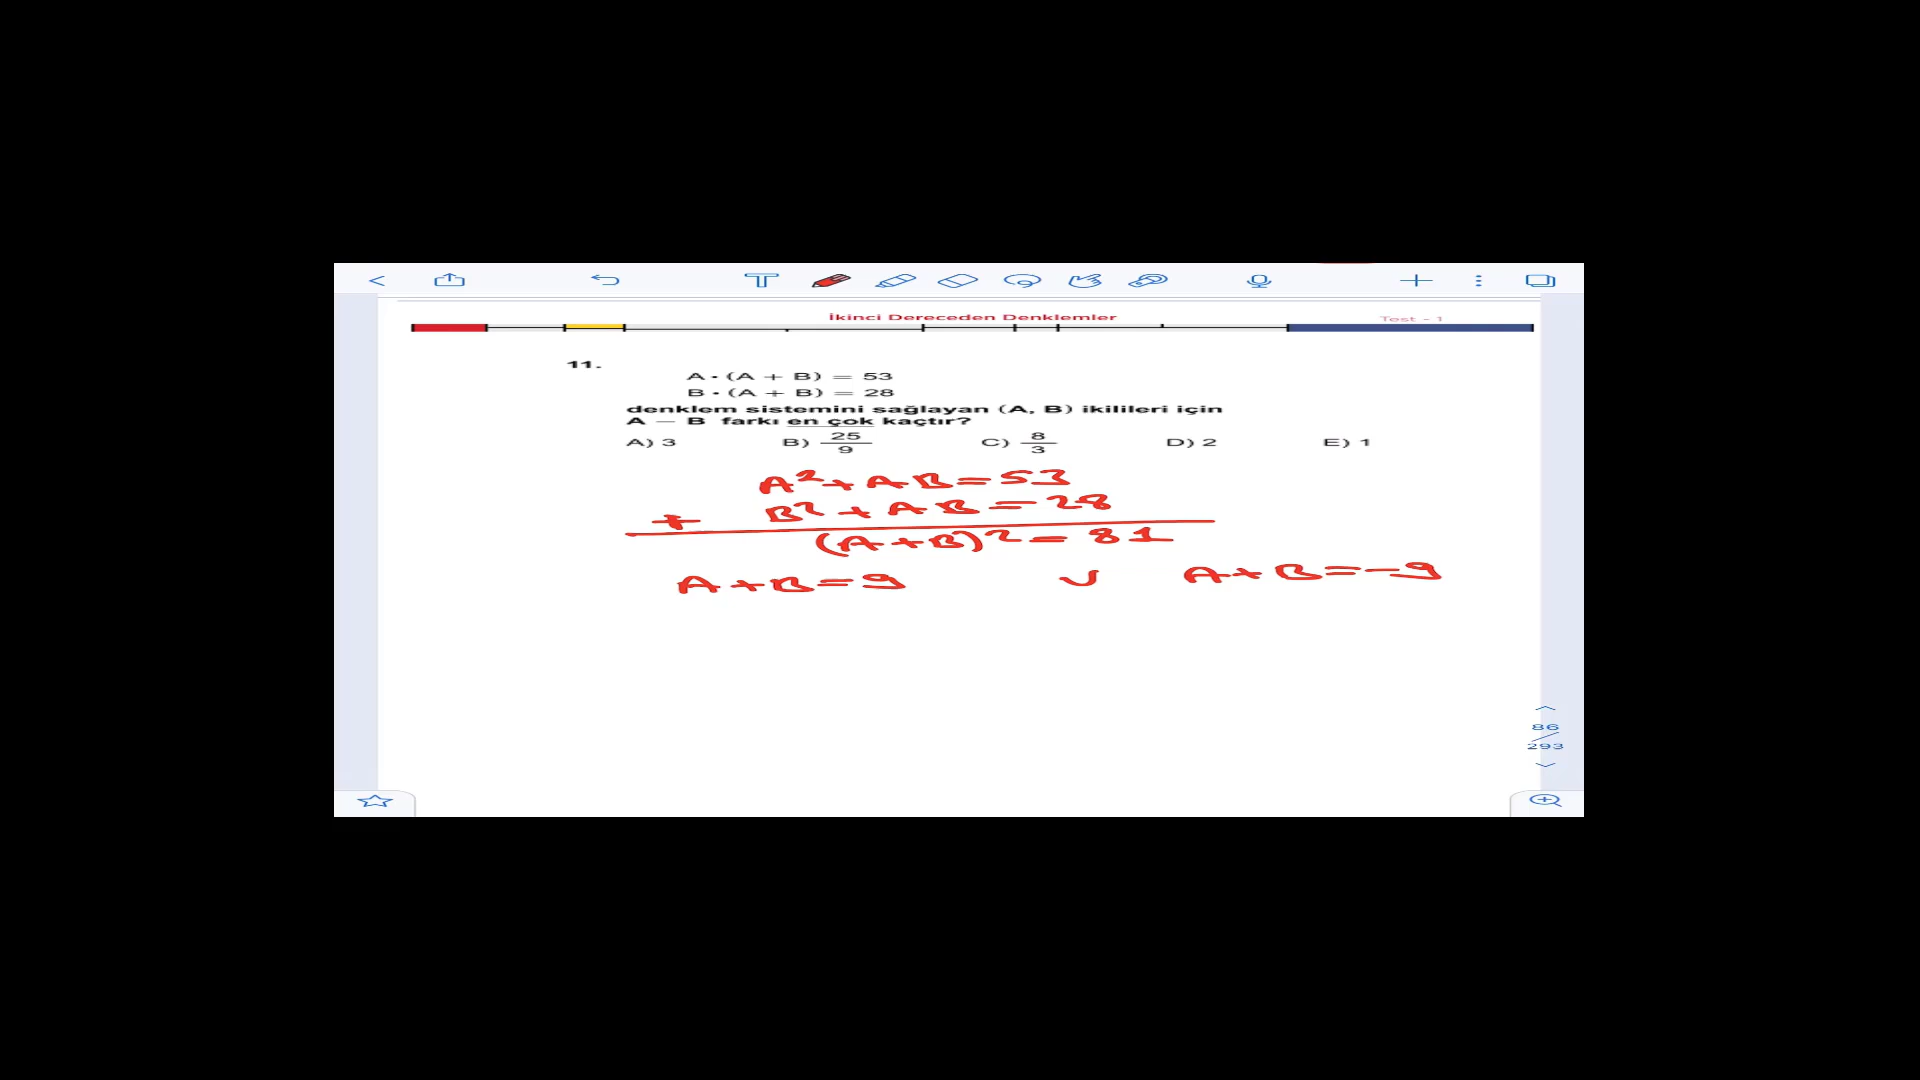 İkinci Dereceden Denklemler
Test - 1
11.
A · (A + B) = 53
B · (A + B) = 28
denklem sistemini sağlayan (A, B) ikilileri için
A − B farkı en çok kaçtır?
A) 3 B) 25/9 C) 8/3 D) 2 E) 1
A² + AB = 53
+ B² + AB = 28
(A + B)² = 81
A + B = 9 ∨ A + B = −9
86
293